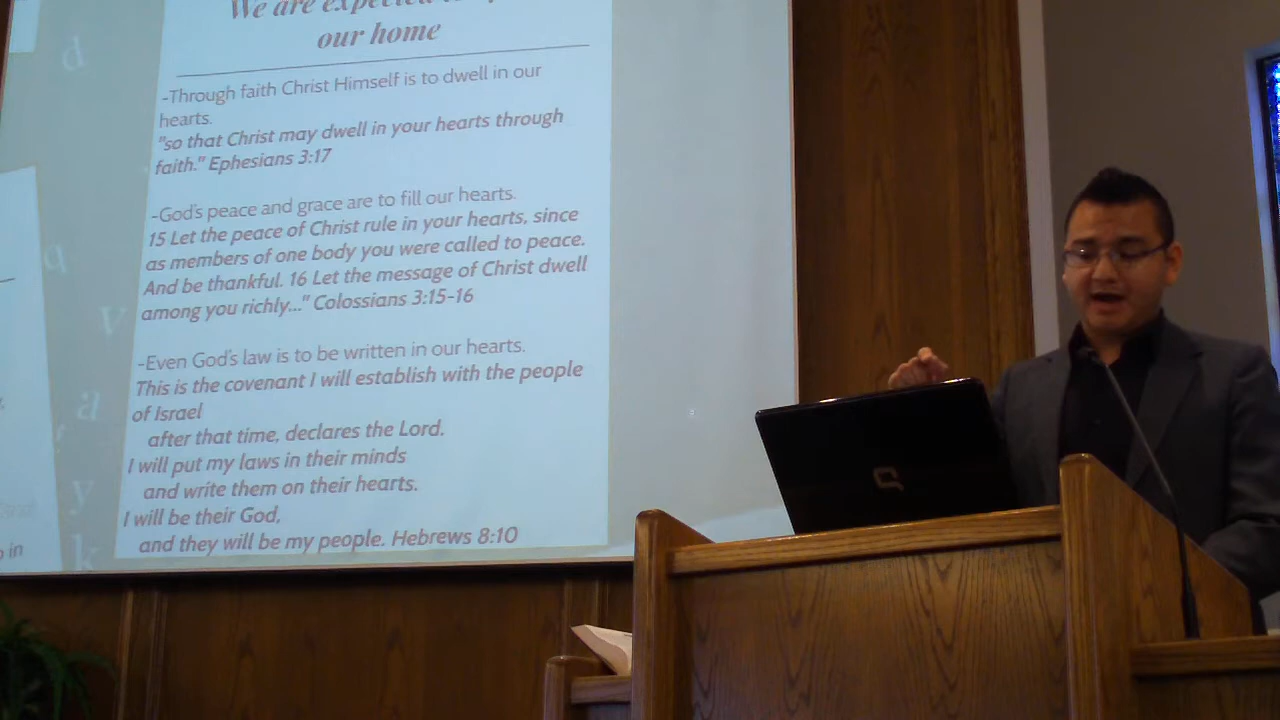 We are expected
our home
-Through faith Christ Himself is to dwell in our
hearts.
"so that Christ may dwell in your hearts through
faith." Ephesians 3:17
-God's peace and grace are to fill our hearts.
15 Let the peace of Christ rule in your hearts, since
as members of one body you were called to peace.
And be thankful. 16 Let the message of Christ dwell
among you richly..." Colossians 3:15-16
-Even God's law is to be written in our hearts.
This is the covenant I will establish with the people
of Israel
after that time, declares the Lord.
I will put my laws in their minds
and write them on their hearts.
I will be their God,
and they will be my people. Hebrews 8:10
d
q
v
a
y
k
in